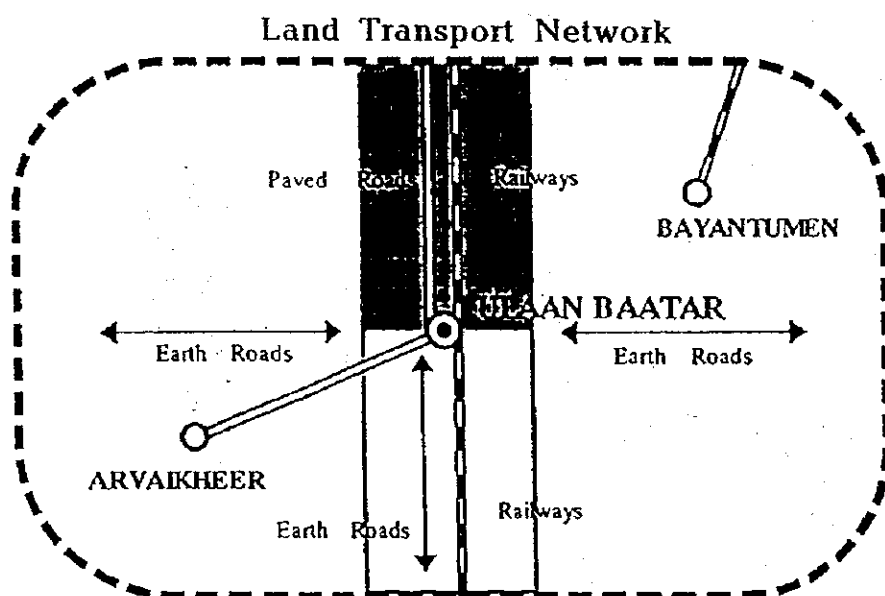 Land Transport Network
Paved Roads
Railways
BAYANTUMEN
ULAAN BAATAR
Earth Roads
Earth Roads
ARVAIKHEER
Earth Roads
Railways